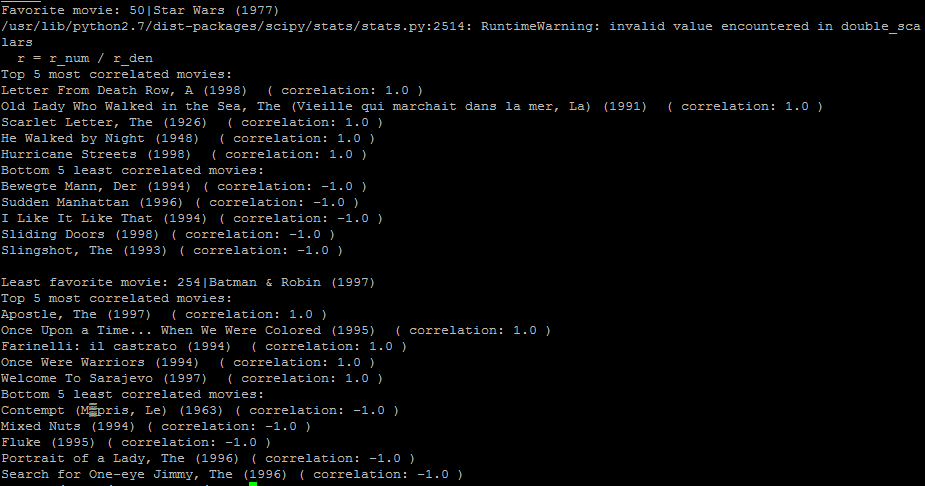 Favorite movie: 50|Star Wars (1977)
/usr/lib/python2.7/dist-packages/scipy/stats/stats.py:2514: RuntimeWarning: invalid value encountered in double_sca
lars
  r = r_num / r_den
Top 5 most correlated movies:
Letter From Death Row, A (1998)  ( correlation: 1.0 )
Old Lady Who Walked in the Sea, The (Vieille qui marchait dans la mer, La) (1991)  ( correlation: 1.0 )
Scarlet Letter, The (1926)  ( correlation: 1.0 )
He Walked by Night (1948)  ( correlation: 1.0 )
Hurricane Streets (1998)  ( correlation: 1.0 )
Bottom 5 least correlated movies:
Bewegte Mann, Der (1994) ( correlation: -1.0 )
Sudden Manhattan (1996) ( correlation: -1.0 )
I Like It Like That (1994) ( correlation: -1.0 )
Sliding Doors (1998) ( correlation: -1.0 )
Slingshot, The (1993) ( correlation: -1.0 )

Least favorite movie: 254|Batman & Robin (1997)
Top 5 most correlated movies:
Apostle, The (1997)  ( correlation: 1.0 )
Once Upon a Time... When We Were Colored (1995)  ( correlation: 1.0 )
Farinelli: il castrato (1994)  ( correlation: 1.0 )
Once Were Warriors (1994)  ( correlation: 1.0 )
Welcome To Sarajevo (1997)  ( correlation: 1.0 )
Bottom 5 least correlated movies:
Contempt (M▒pris, Le) (1963) ( correlation: -1.0 )
Mixed Nuts (1994) ( correlation: -1.0 )
Fluke (1995) ( correlation: -1.0 )
Portrait of a Lady, The (1996) ( correlation: -1.0 )
Search for One-eye Jimmy, The (1996) ( correlation: -1.0 )